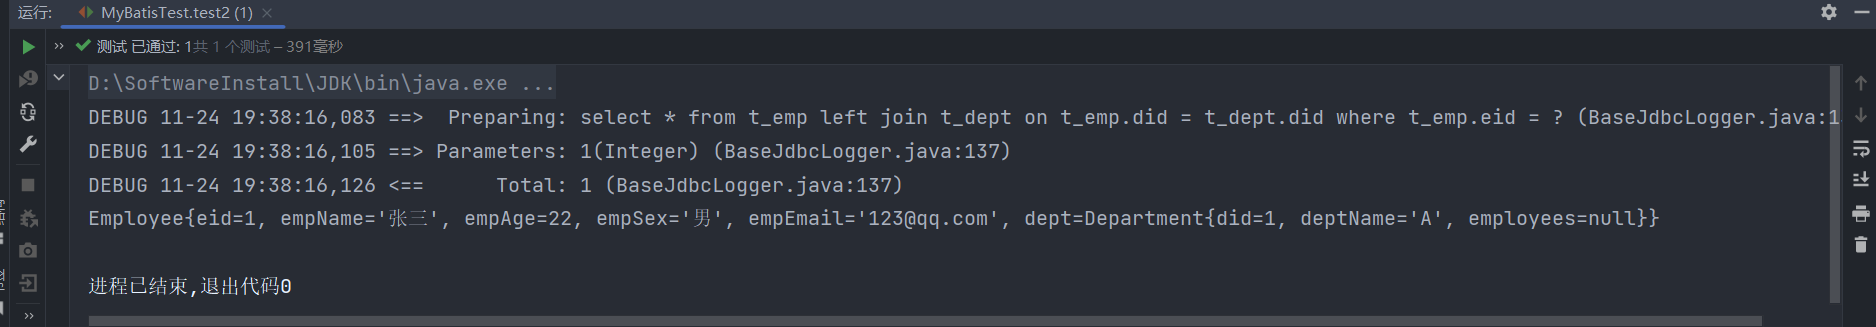 运行: MyBatisTest.test2 (1) ×
» 测试 已通过: 1共 1 个测试 – 391毫秒
D:\SoftwareInstall\JDK\bin\java.exe ...
DEBUG 11-24 19:38:16,083 ==>  Preparing: select * from t_emp left join t_dept on t_emp.did = t_dept.did where t_emp.eid = ? (BaseJdbcLogger.java:1
DEBUG 11-24 19:38:16,105 ==> Parameters: 1(Integer) (BaseJdbcLogger.java:137)
DEBUG 11-24 19:38:16,126 <==      Total: 1 (BaseJdbcLogger.java:137)
Employee{eid=1, empName='张三', empAge=22, empSex='男', empEmail='123@qq.com', dept=Department{did=1, deptName='A', employees=null}}
进程已结束,退出代码0